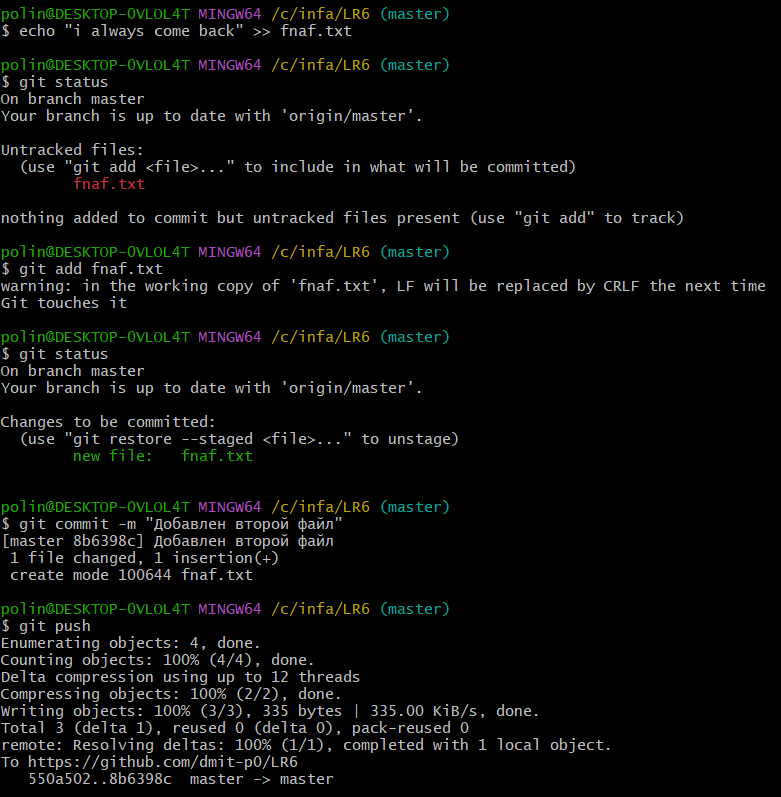 polin@DESKTOP-0VLOL4T MINGW64 /c/infa/LR6 (master)
$ echo "i always come back" >> fnaf.txt
polin@DESKTOP-0VLOL4T MINGW64 /c/infa/LR6 (master)
$ git status
On branch master
Your branch is up to date with 'origin/master'.
Untracked files:
  (use "git add <file>..." to include in what will be committed)
        fnaf.txt
nothing added to commit but untracked files present (use "git add" to track)
polin@DESKTOP-0VLOL4T MINGW64 /c/infa/LR6 (master)
$ git add fnaf.txt
warning: in the working copy of 'fnaf.txt', LF will be replaced by CRLF the next time
Git touches it
polin@DESKTOP-0VLOL4T MINGW64 /c/infa/LR6 (master)
$ git status
On branch master
Your branch is up to date with 'origin/master'.
Changes to be committed:
  (use "git restore --staged <file>..." to unstage)
        new file:   fnaf.txt
polin@DESKTOP-0VLOL4T MINGW64 /c/infa/LR6 (master)
$ git commit -m "Добавлен второй файл"
[master 8b6398c] Добавлен второй файл
 1 file changed, 1 insertion(+)
 create mode 100644 fnaf.txt
polin@DESKTOP-0VLOL4T MINGW64 /c/infa/LR6 (master)
$ git push
Enumerating objects: 4, done.
Counting objects: 100% (4/4), done.
Delta compression using up to 12 threads
Compressing objects: 100% (2/2), done.
Writing objects: 100% (3/3), 335 bytes | 335.00 KiB/s, done.
Total 3 (delta 1), reused 0 (delta 0), pack-reused 0
remote: Resolving deltas: 100% (1/1), completed with 1 local object.
To https://github.com/dmit-p0/LR6
   550a502..8b6398c  master -> master